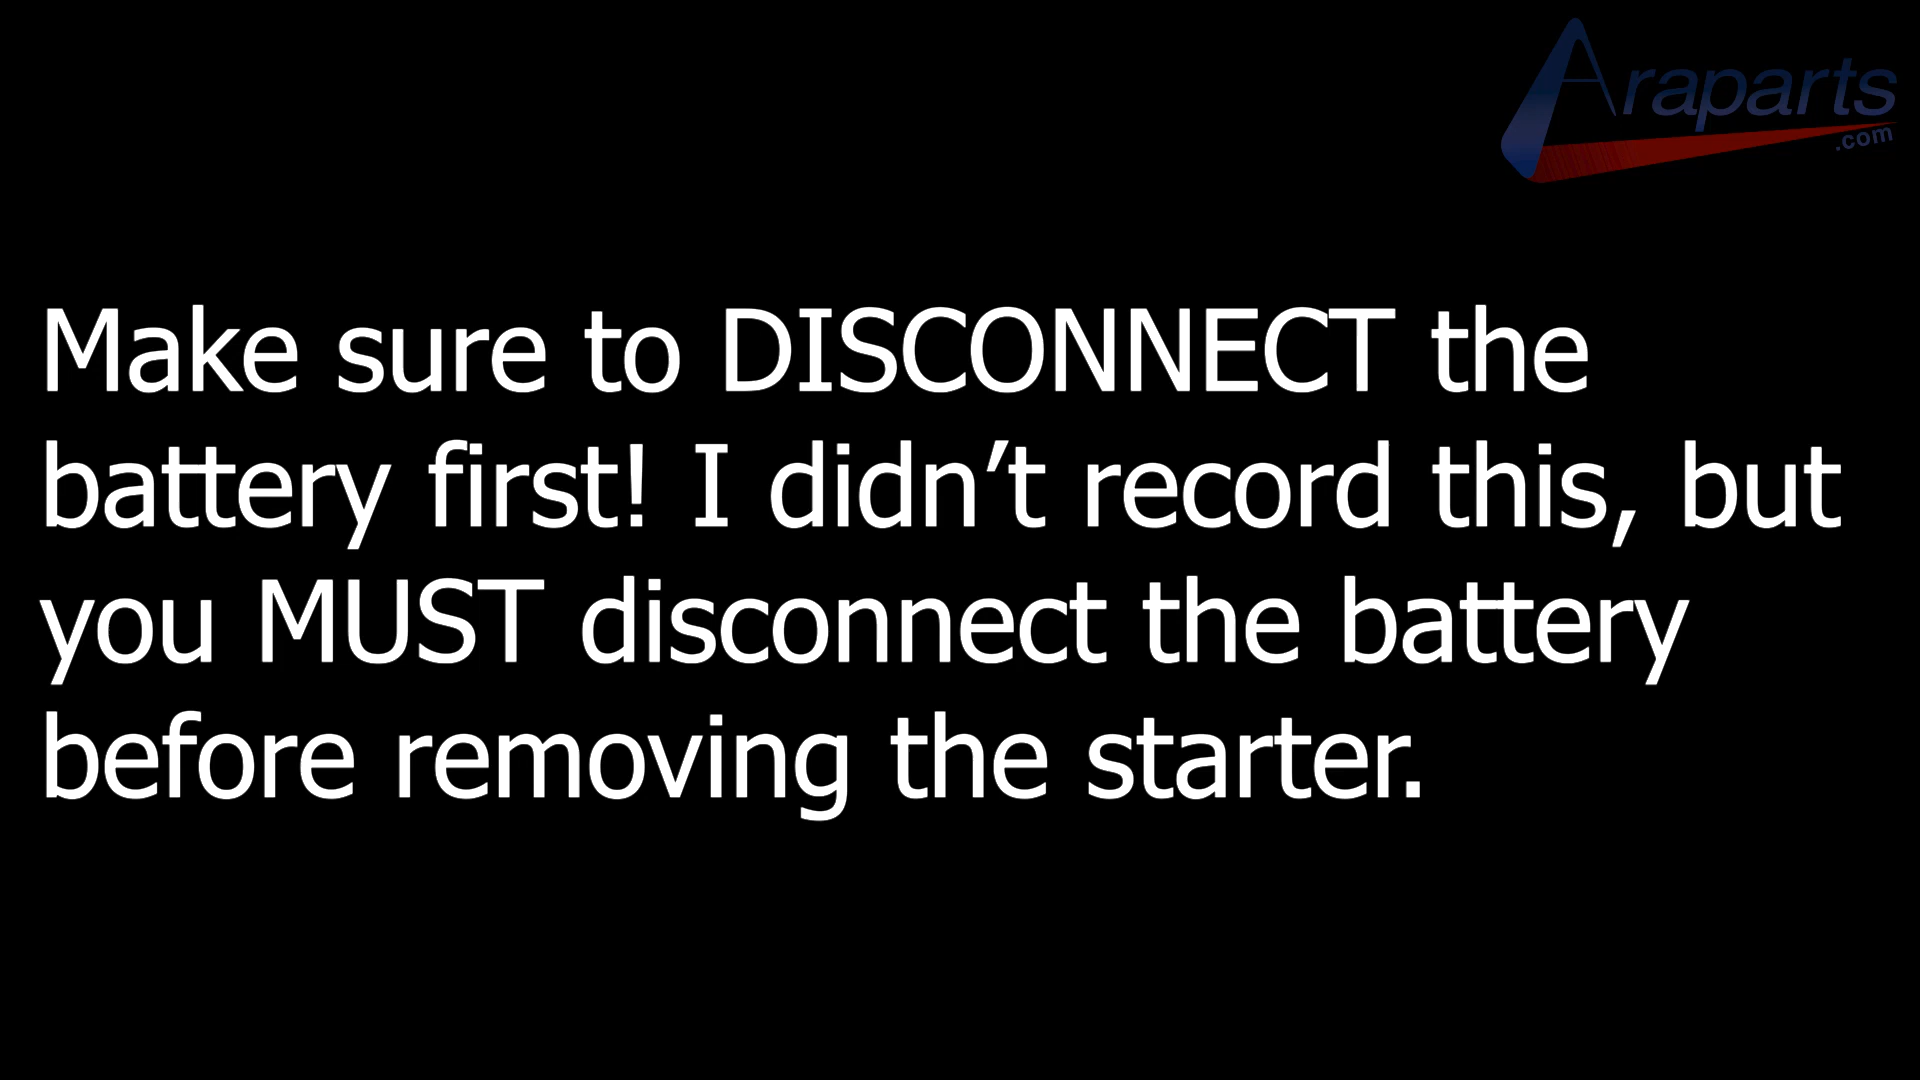 Araparts
.com
Make sure to DISCONNECT the
battery first! I didn’t record this, but
you MUST disconnect the battery
before removing the starter.